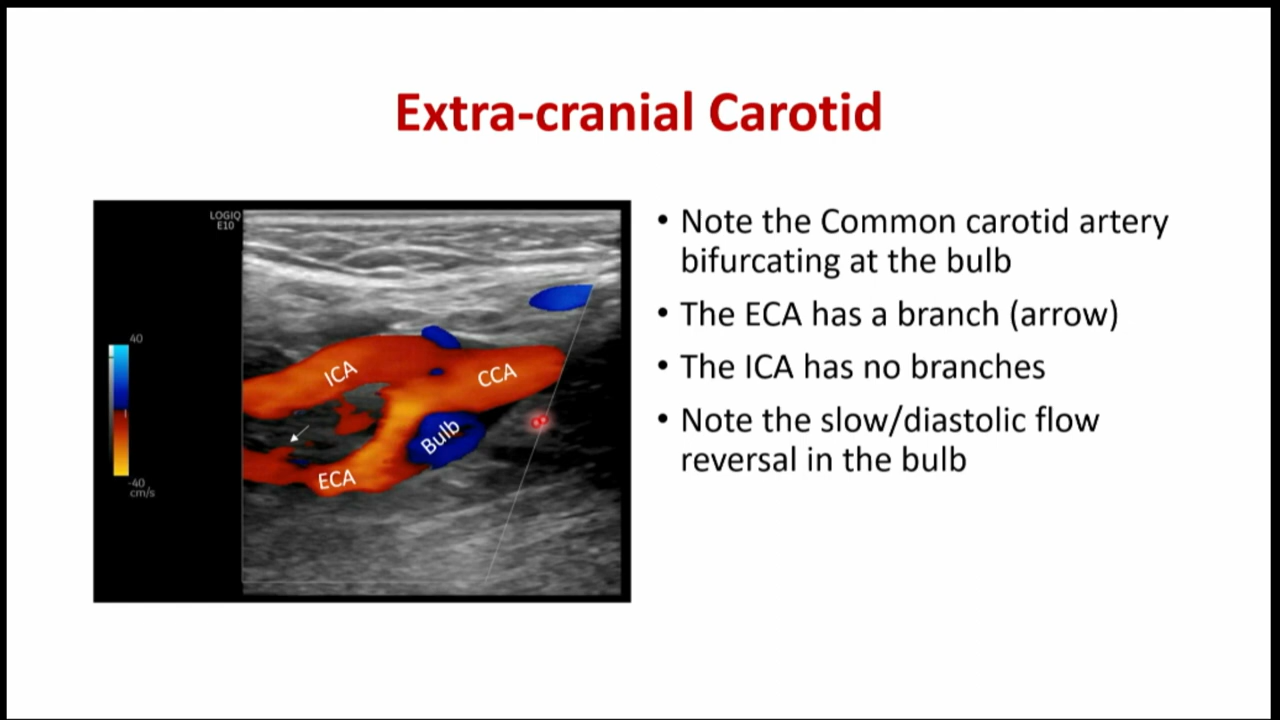 Extra-cranial Carotid
LOGIQ
E10
40
-40
cm/s
ICA
CCA
Bulb
ECA
• Note the Common carotid artery
bifurcating at the bulb
• The ECA has a branch (arrow)
• The ICA has no branches
• Note the slow/diastolic flow
reversal in the bulb